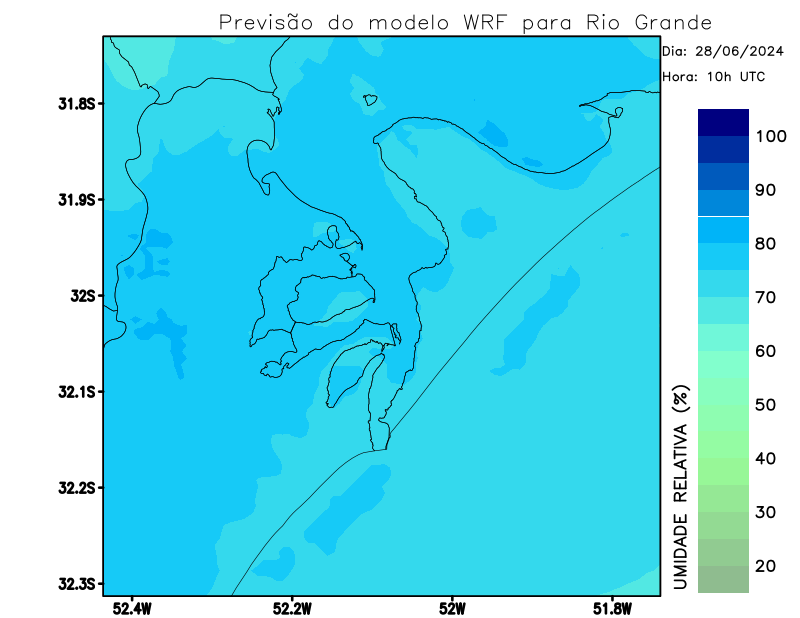 Previsão do modelo WRF para Rio Grande
Dia: 28/06/2024
Hora: 10h UTC
31.8S
31.9S
32S
32.1S
32.2S
32.3S
52.4W
52.2W
52W
51.8W
UMIDADE RELATIVA (%)
100
90
80
70
60
50
40
30
20